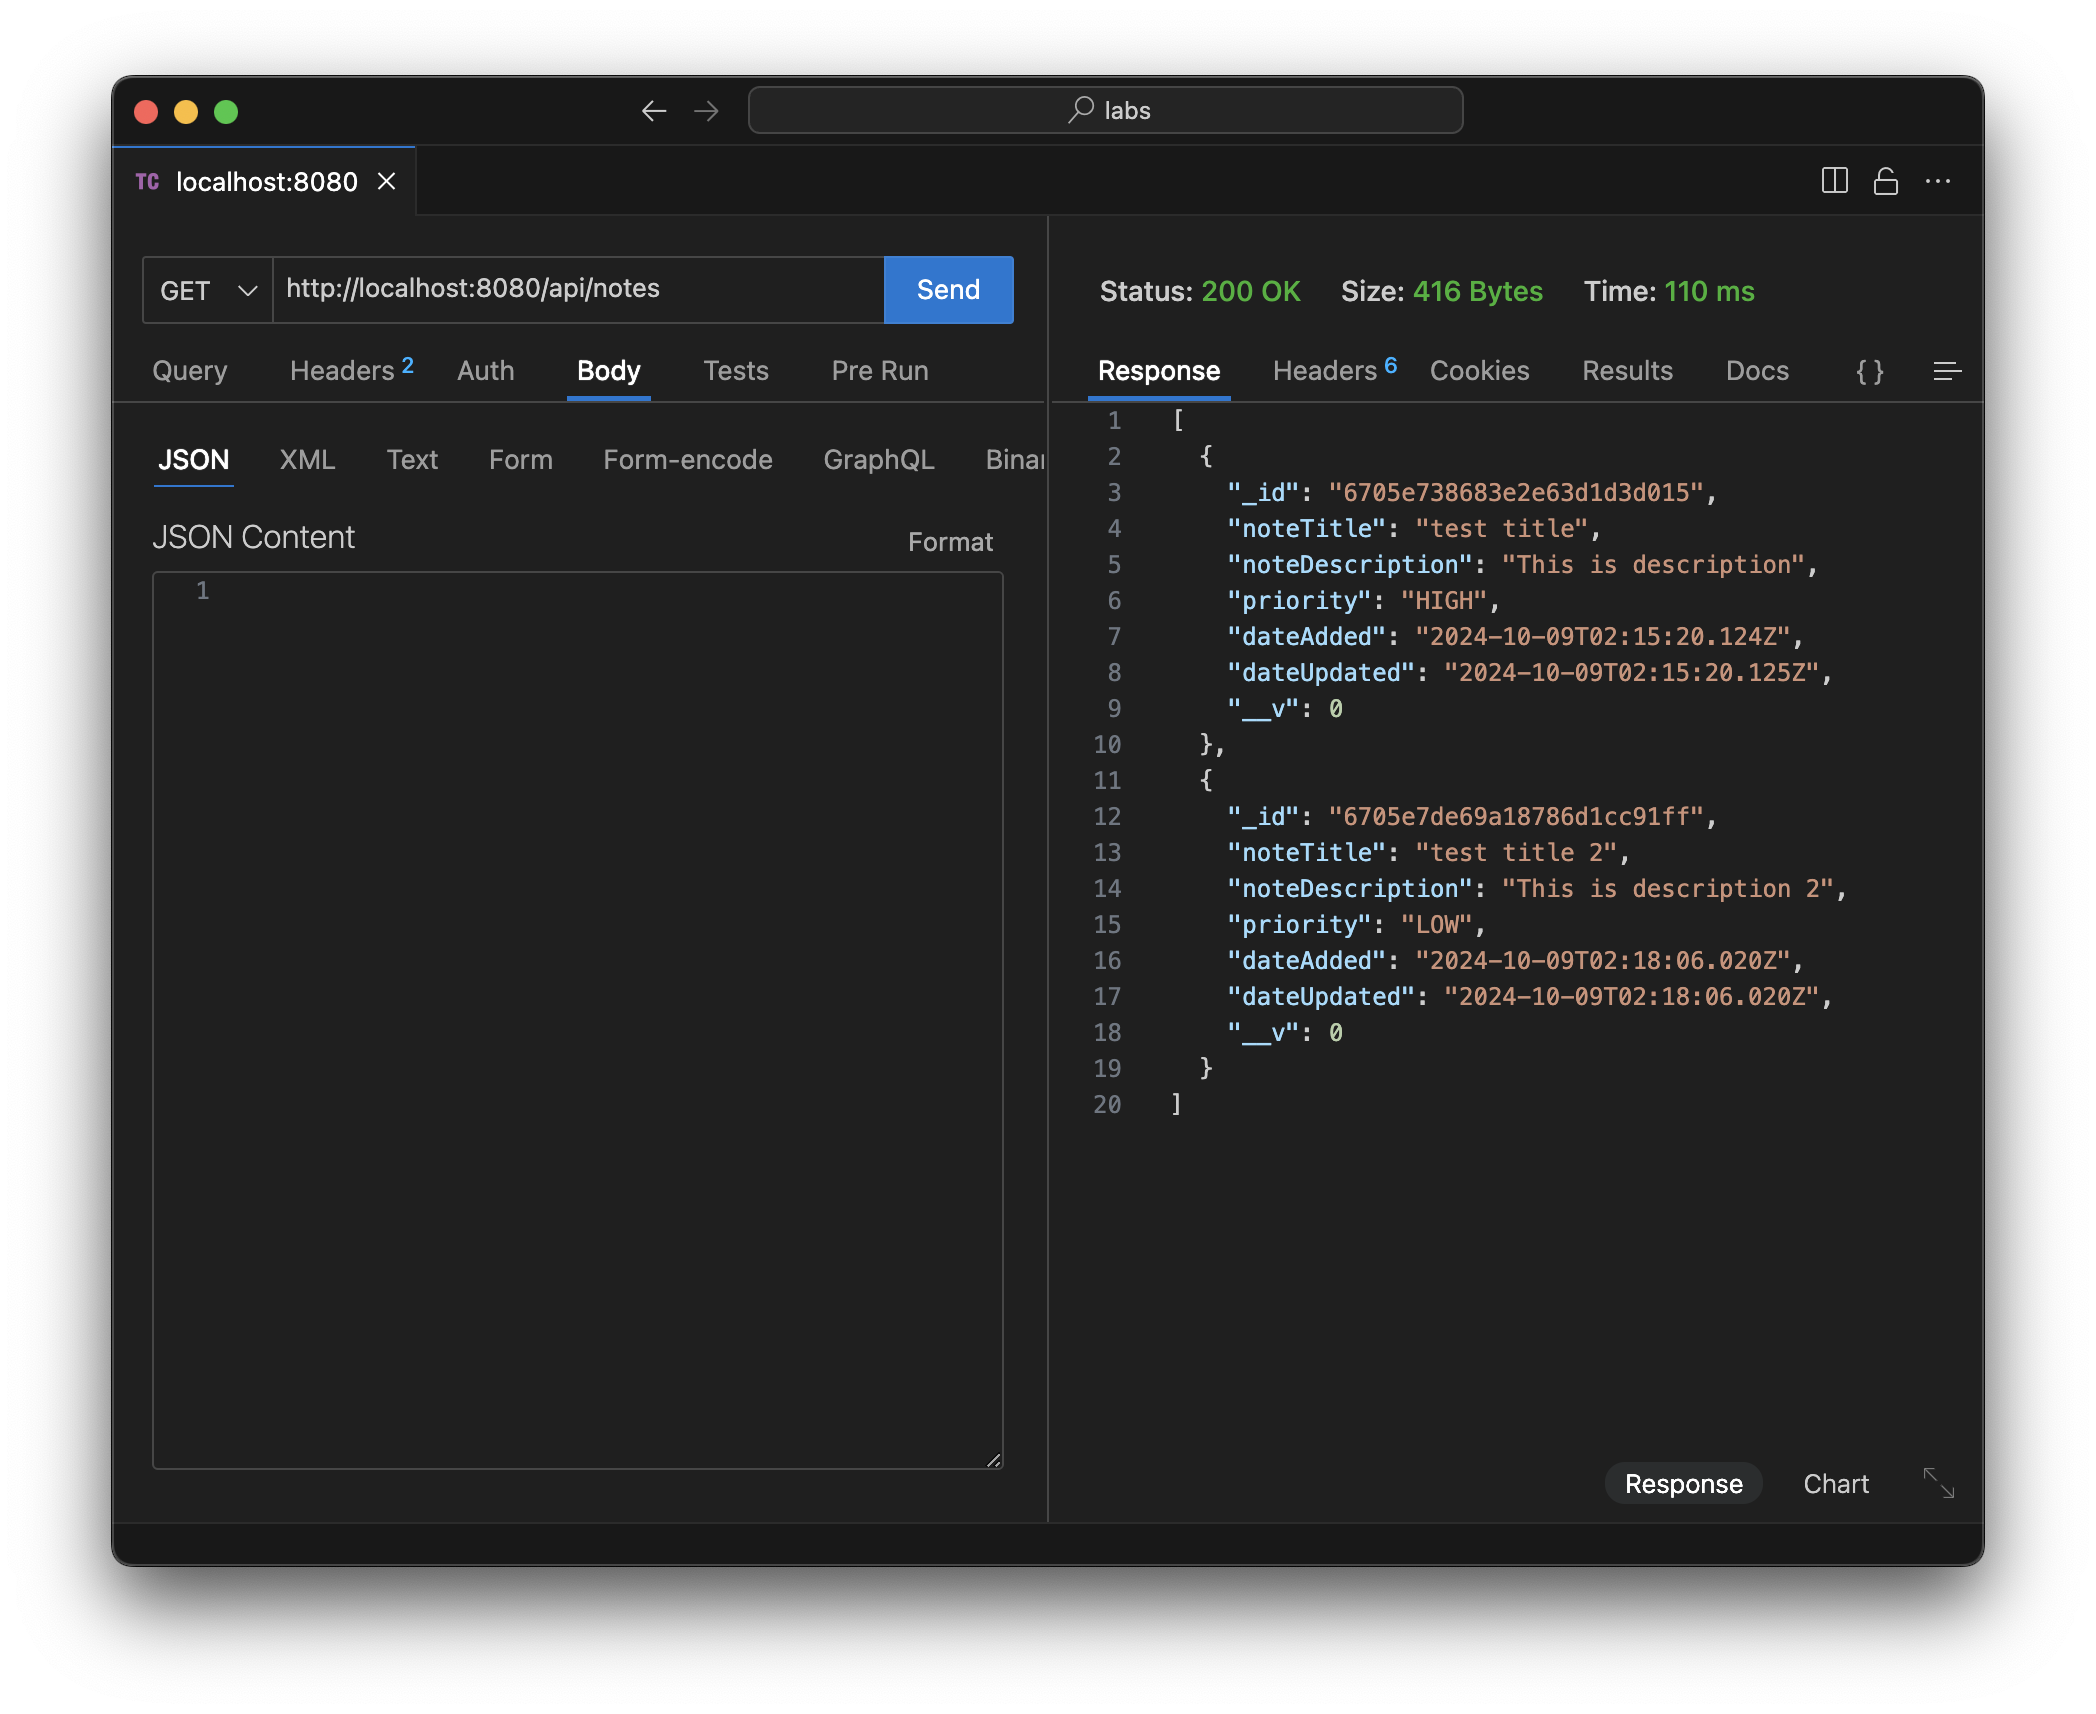 labs
TC localhost:8080
GET http://localhost:8080/api/notes Send
Status: 200 OK Size: 416 Bytes Time: 110 ms
Query Headers 2 Auth Body Tests Pre Run
Response Headers 6 Cookies Results Docs {}
JSON XML Text Form Form-encode GraphQL Binar
JSON Content Format
1
1 [
2 {
3 "_id": "6705e738683e2e63d1d3d015",
4 "noteTitle": "test title",
5 "noteDescription": "This is description",
6 "priority": "HIGH",
7 "dateAdded": "2024-10-09T02:15:20.124Z",
8 "dateUpdated": "2024-10-09T02:15:20.125Z",
9 "__v": 0
10 },
11 {
12 "_id": "6705e7de69a18786d1cc91ff",
13 "noteTitle": "test title 2",
14 "noteDescription": "This is description 2",
15 "priority": "LOW",
16 "dateAdded": "2024-10-09T02:18:06.020Z",
17 "dateUpdated": "2024-10-09T02:18:06.020Z",
18 "__v": 0
19 }
20 ]
Response Chart